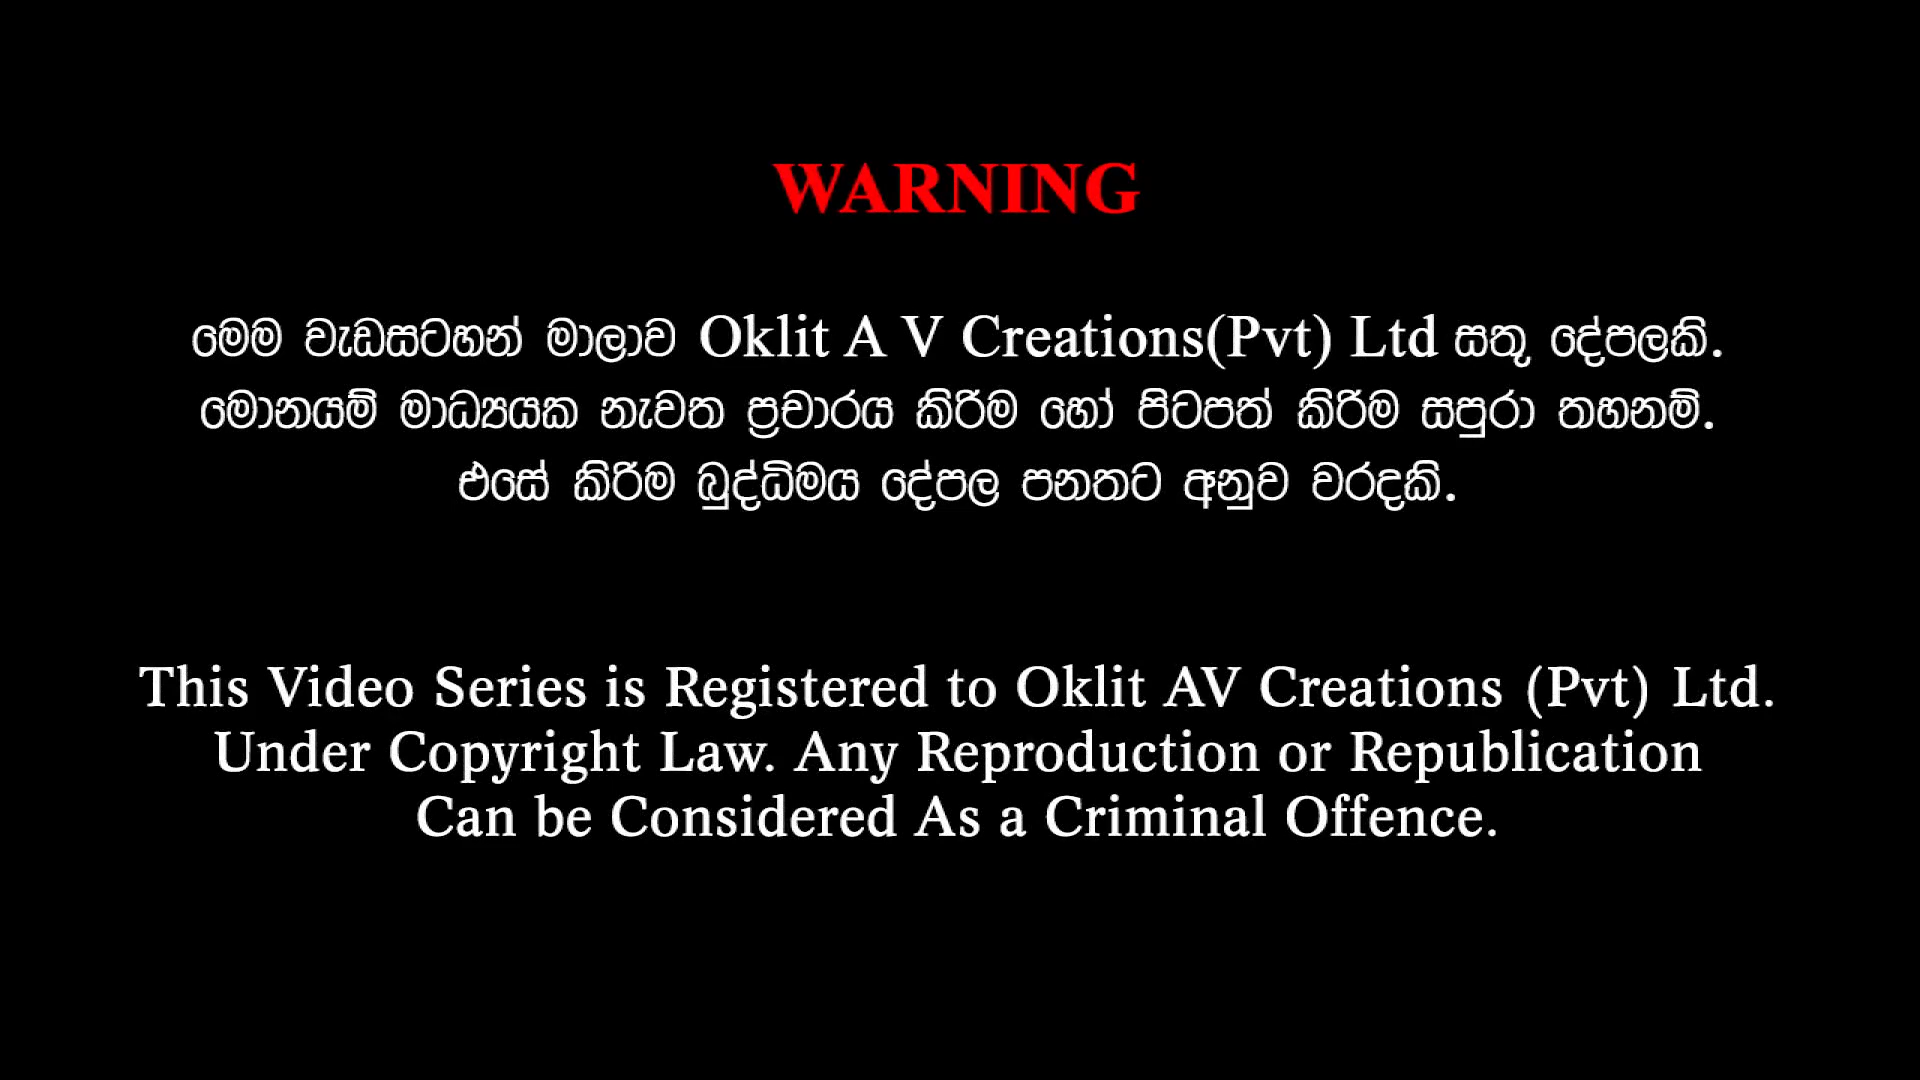 WARNING
මෙම වැඩසටහන් මාලාව Oklit A V Creations(Pvt) Ltd සතු දේපලකි.
මොනයම් මාධ්‍යයක නැවත ප්‍රචාරය කිරිම හෝ පිටපත් කිරිම සපුරා තහනම්.
එසේ කිරිම බුද්ධිමය දේපල පනතට අනුව වරදකි.
This Video Series is Registered to Oklit AV Creations (Pvt) Ltd.
Under Copyright Law. Any Reproduction or Republication
Can be Considered As a Criminal Offence.